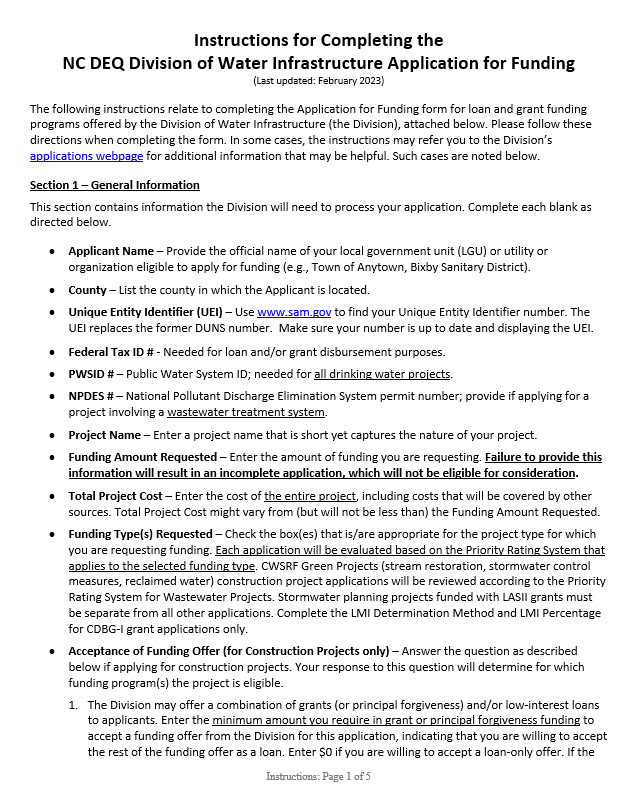 Instructions for Completing the
NC DEQ Division of Water Infrastructure Application for Funding
(Last updated: February 2023)
The following instructions relate to completing the Application for Funding form for loan and grant funding
programs offered by the Division of Water Infrastructure (the Division), attached below. Please follow these
directions when completing the form. In some cases, the instructions may refer you to the Division's
applications webpage for additional information that may be helpful. Such cases are noted below.
Section 1 – General Information
This section contains information the Division will need to process your application. Complete each blank as
directed below.
• Applicant Name – Provide the official name of your local government unit (LGU) or utility or
organization eligible to apply for funding (e.g., Town of Anytown, Bixby Sanitary District).
• County – List the county in which the Applicant is located.
• Unique Entity Identifier (UEI) – Use www.sam.gov to find your Unique Entity Identifier number. The
UEI replaces the former DUNS number. Make sure your number is up to date and displaying the UEI.
• Federal Tax ID # - Needed for loan and/or grant disbursement purposes.
• PWSID # – Public Water System ID; needed for all drinking water projects.
• NPDES # – National Pollutant Discharge Elimination System permit number; provide if applying for a
project involving a wastewater treatment system.
• Project Name – Enter a project name that is short yet captures the nature of your project.
• Funding Amount Requested – Enter the amount of funding you are requesting. Failure to provide this
information will result in an incomplete application, which will not be eligible for consideration.
• Total Project Cost – Enter the cost of the entire project, including costs that will be covered by other
sources. Total Project Cost might vary from (but will not be less than) the Funding Amount Requested.
• Funding Type(s) Requested – Check the box(es) that is/are appropriate for the project type for which
you are requesting funding. Each application will be evaluated based on the Priority Rating System that
applies to the selected funding type. CWSRF Green Projects (stream restoration, stormwater control
measures, reclaimed water) construction project applications will be reviewed according to the Priority
Rating System for Wastewater Projects. Stormwater planning projects funded with LASII grants must
be separate from all other applications. Complete the LMI Determination Method and LMI Percentage
for CDBG-I grant applications only.
• Acceptance of Funding Offer (for Construction Projects only) – Answer the question as described
below if applying for construction projects. Your response to this question will determine for which
funding program(s) the project is eligible.
1. The Division may offer a combination of grants (or principal forgiveness) and/or low-interest loans
to applicants. Enter the minimum amount you require in grant or principal forgiveness funding to
accept a funding offer from the Division for this application, indicating that you are willing to accept
the rest of the funding offer as a loan. Enter $0 if you are willing to accept a loan-only offer. If the
Instructions: Page 1 of 5